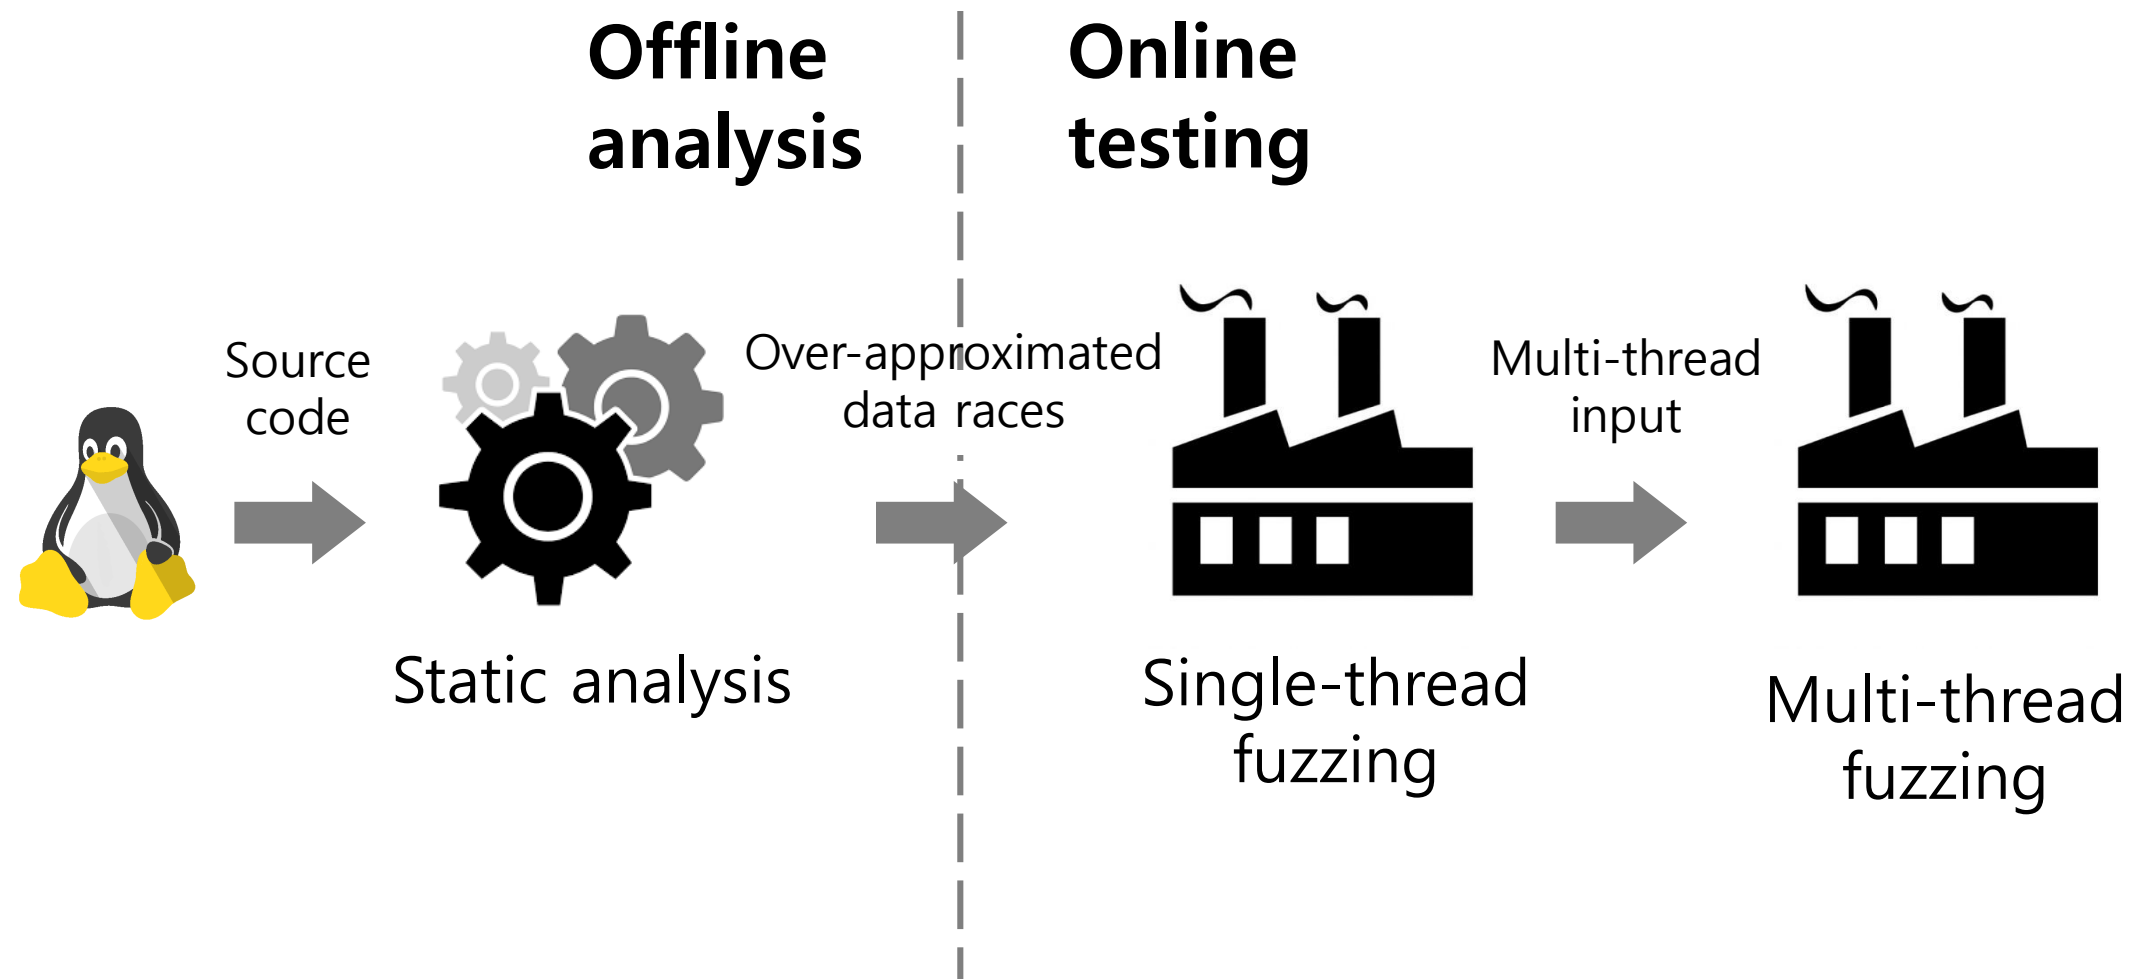 Offline
analysis
Online
testing
Source
code
Over-approximated
data races
Multi-thread
input
Static analysis
Single-thread
fuzzing
Multi-thread
fuzzing